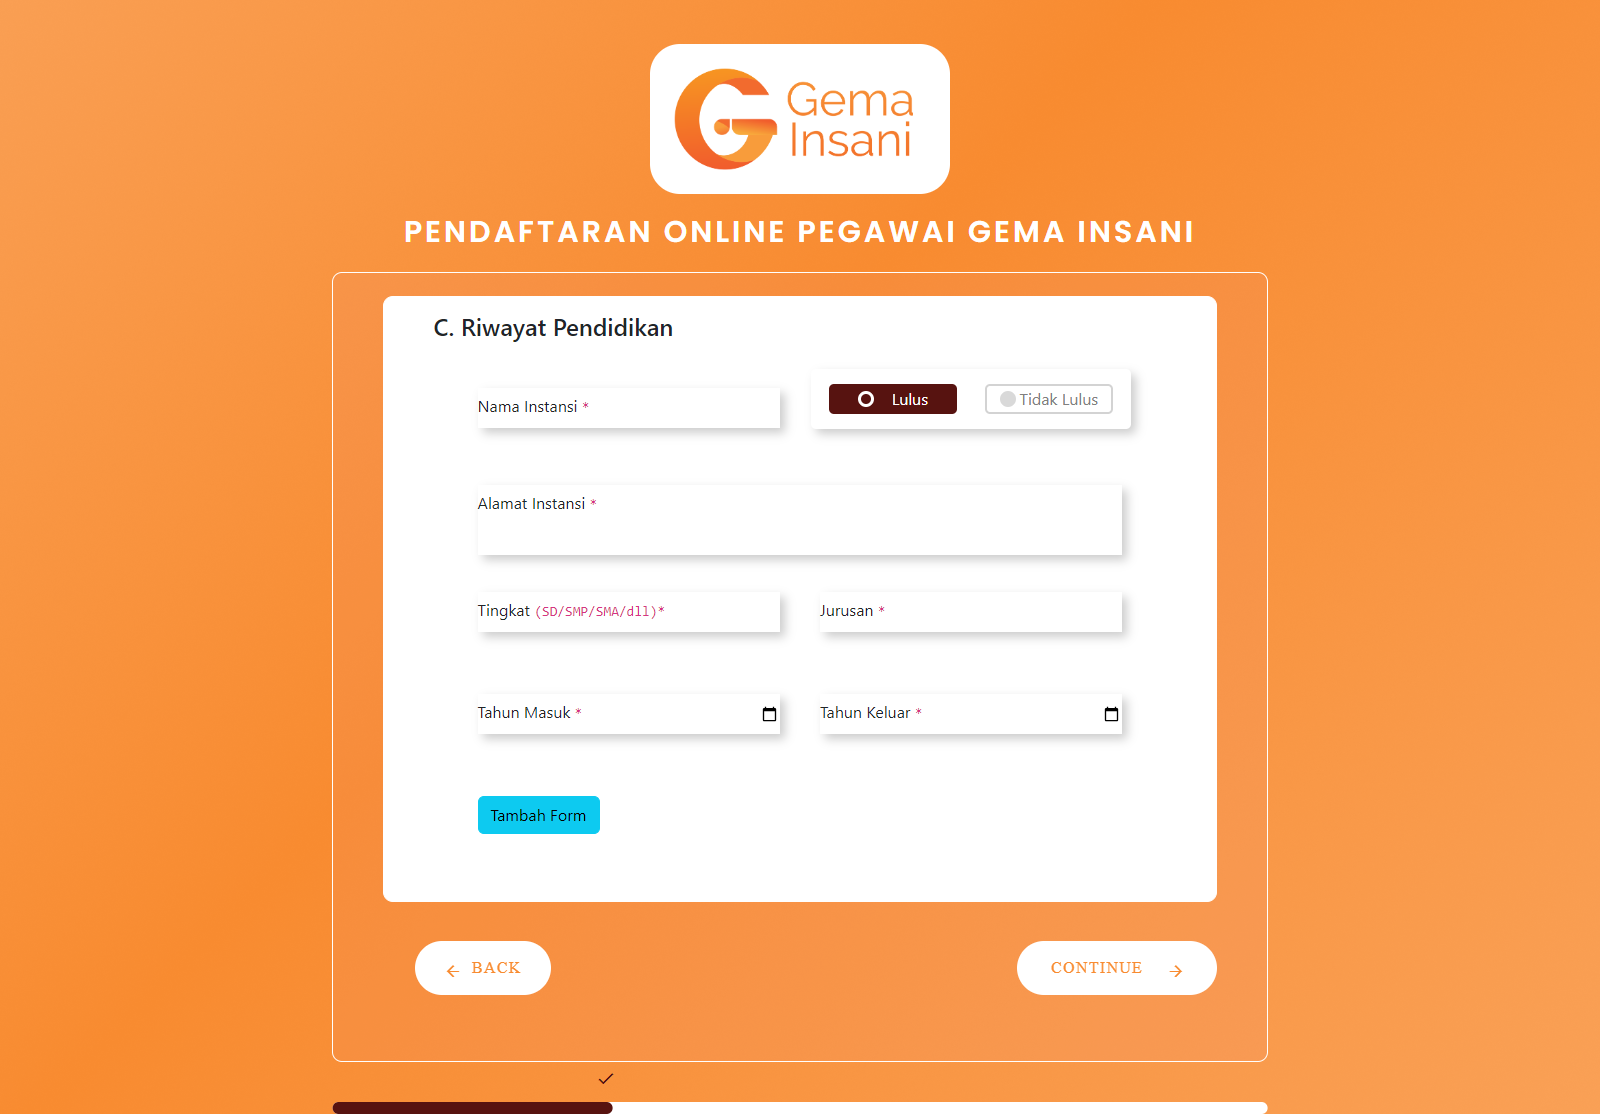 Gema
Insani
PENDAFTARAN ONLINE PEGAWAI GEMA INSANI
C. Riwayat Pendidikan
Nama Instansi *
Lulus
Tidak Lulus
Alamat Instansi *
Tingkat (SD/SMP/SMA/dll)*
Jurusan *
Tahun Masuk *
Tahun Keluar *
Tambah Form
BACK
CONTINUE